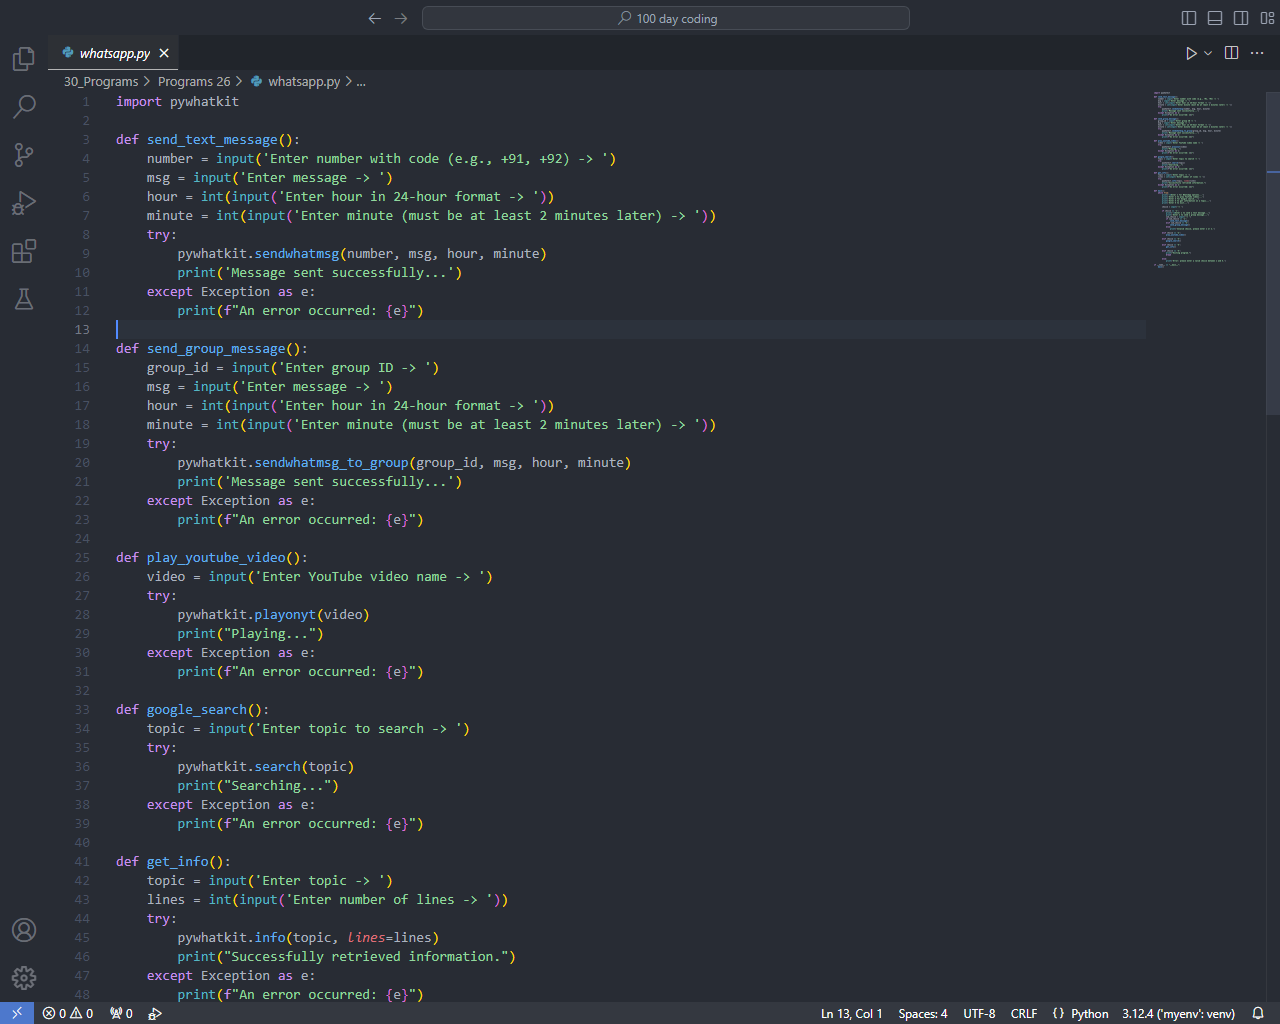 100 day coding
whatsapp.py
30_Programs > Programs 26 > whatsapp.py > ...
1 import pywhatkit
2
3 def send_text_message():
4     number = input('Enter number with code (e.g., +91, +92) -> ')
5     msg = input('Enter message -> ')
6     hour = int(input('Enter hour in 24-hour format -> '))
7     minute = int(input('Enter minute (must be at least 2 minutes later) -> '))
8     try:
9         pywhatkit.sendwhatmsg(number, msg, hour, minute)
10         print('Message sent successfully...')
11     except Exception as e:
12         print(f"An error occurred: {e}")
13
14 def send_group_message():
15     group_id = input('Enter group ID -> ')
16     msg = input('Enter message -> ')
17     hour = int(input('Enter hour in 24-hour format -> '))
18     minute = int(input('Enter minute (must be at least 2 minutes later) -> '))
19     try:
20         pywhatkit.sendwhatmsg_to_group(group_id, msg, hour, minute)
21         print('Message sent successfully...')
22     except Exception as e:
23         print(f"An error occurred: {e}")
24
25 def play_youtube_video():
26     video = input('Enter YouTube video name -> ')
27     try:
28         pywhatkit.playonyt(video)
29         print("Playing...")
30     except Exception as e:
31         print(f"An error occurred: {e}")
32
33 def google_search():
34     topic = input('Enter topic to search -> ')
35     try:
36         pywhatkit.search(topic)
37         print("Searching...")
38     except Exception as e:
39         print(f"An error occurred: {e}")
40
41 def get_info():
42     topic = input('Enter topic -> ')
43     lines = int(input('Enter number of lines -> '))
44     try:
45         pywhatkit.info(topic, lines=lines)
46         print("Successfully retrieved information.")
47     except Exception as e:
48         print(f"An error occurred: {e}")
0 0 0 Ln 13, Col 1 Spaces: 4 UTF-8 CRLF {} Python 3.12.4 ('myenv': venv)